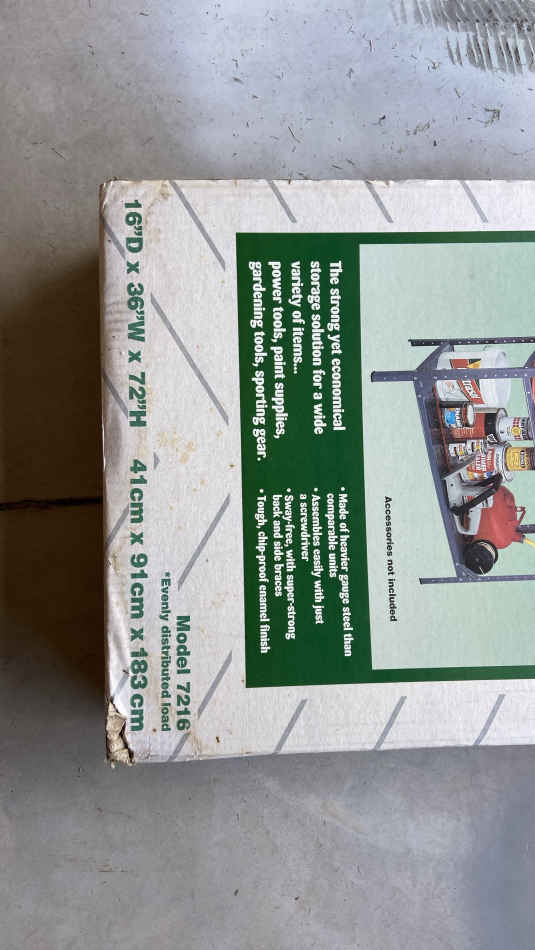 Accessories not included
The strong yet economical
storage solution for a wide
variety of items...
power tools, paint supplies,
gardening tools, sporting gear.
• Made of heavier gauge steel than
comparable units
• Assembles easily with just
a screwdriver
• Sway-free, with super-strong
back and side braces
• Tough, chip-proof enamel finish
Model 7216
*Evenly distributed load
16"D x 36"W x 72"H 41cm x 91cm x 183cm